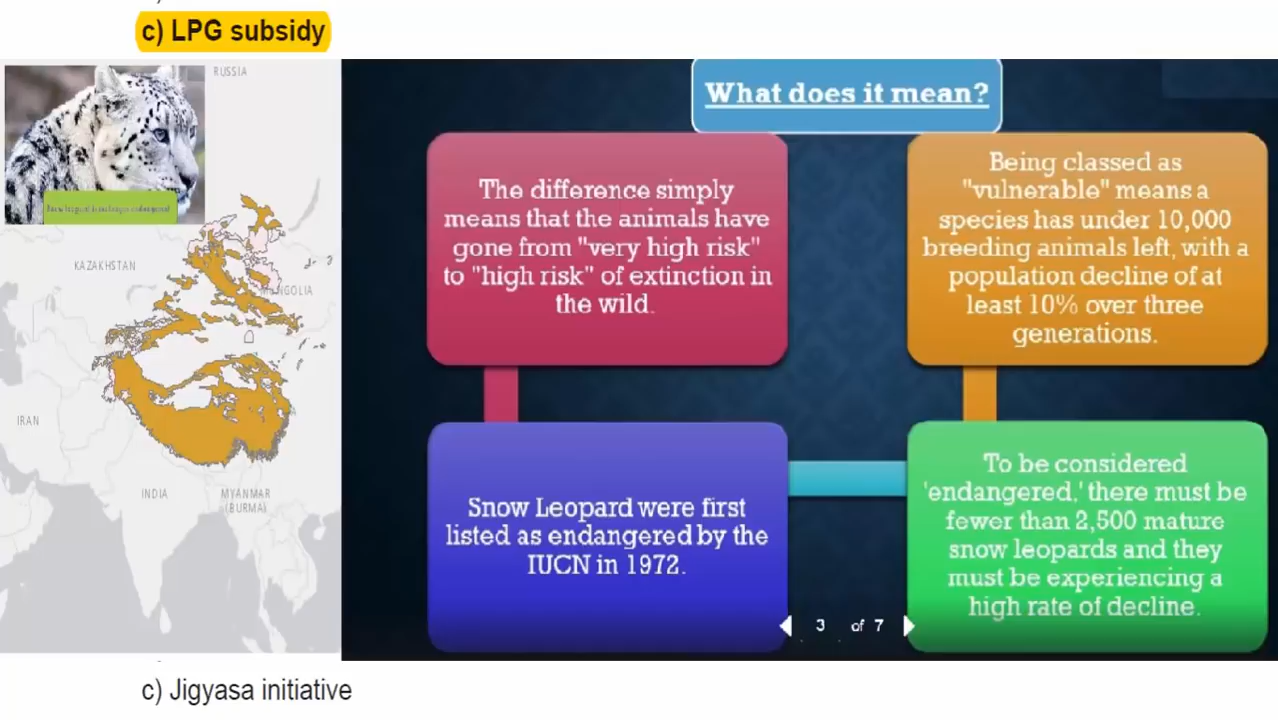 c) LPG subsidy
RUSSIA
KAZAKHSTAN
MONGOLIA
IRAN
INDIA
MYANMAR
(BURMA)
What does it mean?
The difference simply
means that the animals have
gone from "very high risk"
to "high risk" of extinction in
the wild.
Being classed as
"vulnerable" means a
species has under 10,000
breeding animals left, with a
population decline of at
least 10% over three
generations.
Snow Leopard were first
listed as endangered by the
IUCN in 1972.
To be considered
'endangered,' there must be
fewer than 2,500 mature
snow leopards and they
must be experiencing a
high rate of decline.
3 of 7
c) Jigyasa initiative